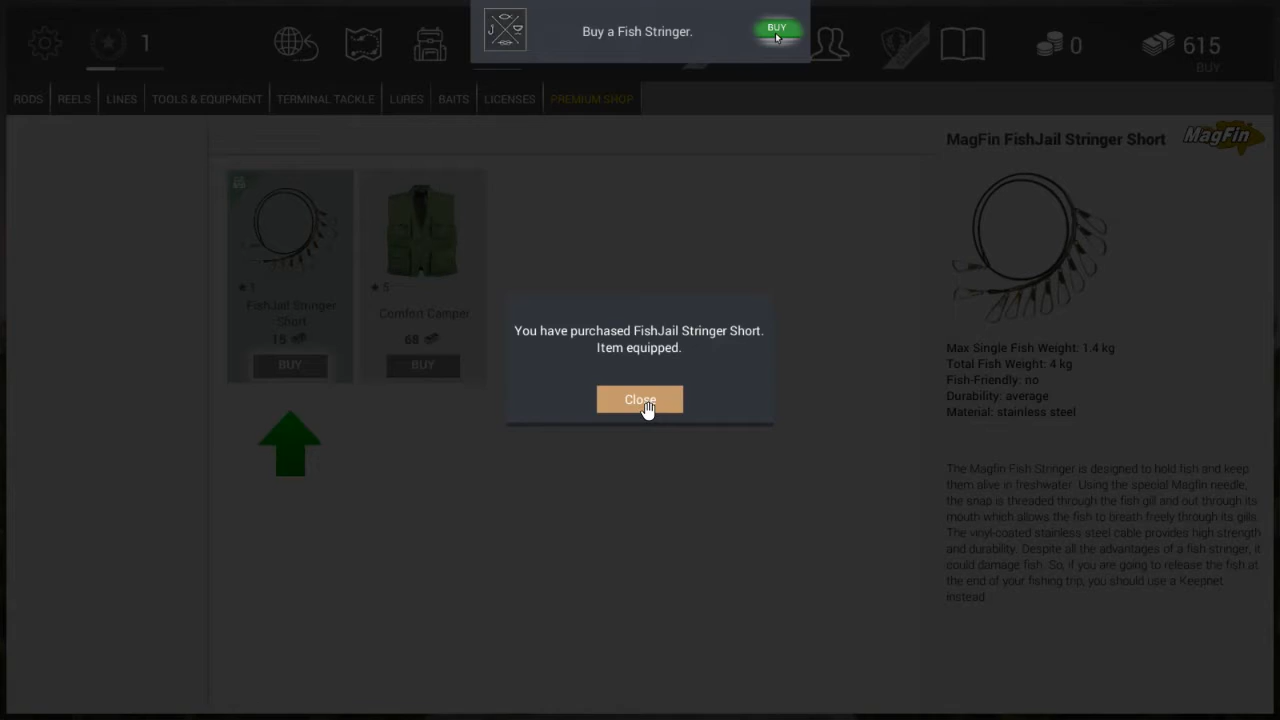 1
Buy a Fish Stringer.
BUY
0
615
BUY
RODS
REELS
LINES
TOOLS & EQUIPMENT
TERMINAL TACKLE
LURES
BAITS
LICENSES
PREMIUM SHOP
★ 1
FishJail Stringer
Short
15
BUY
★ 5
Comfort Camper
68
BUY
You have purchased FishJail Stringer Short.
Item equipped.
Close
MagFin FishJail Stringer Short
MagFin
Max Single Fish Weight: 1.4 kg
Total Fish Weight: 4 kg
Fish-Friendly: no
Durability: average
Material: stainless steel
The Magfin Fish Stringer is designed to hold fish and keep
them alive in freshwater. Using the special Magfin needle,
the snap is threaded through the fish gill and out through its
mouth which allows the fish to breath freely through its gills.
The vinyl-coated stainless steel cable provides high strength
and durability. Despite all the advantages of a fish stringer, it
could damage fish. So, if you are going to release the fish at
the end of your fishing trip, you should use a Keepnet
instead.